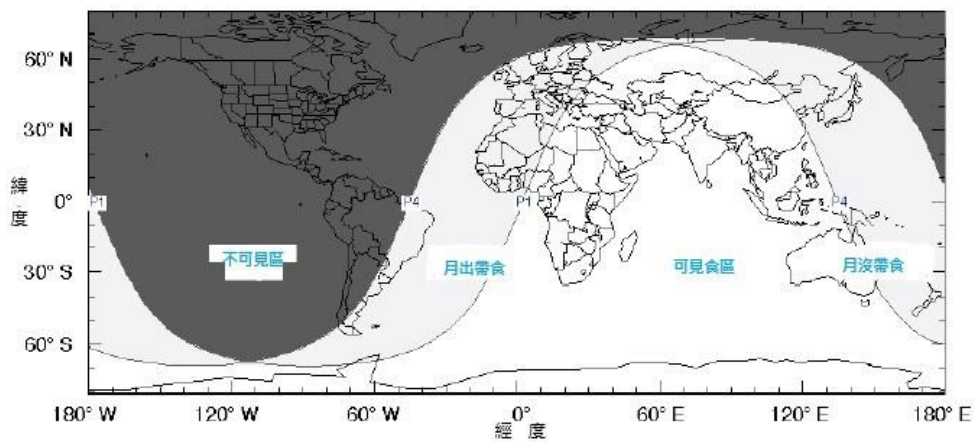 60° N
30° N
0°
30° S
60° S
緯度
P1
P4
P1
P4
不可見區
月出帶食
可見食區
月沒帶食
180° W
120° W
60° W
0°
60° E
120° E
180° E
經 度